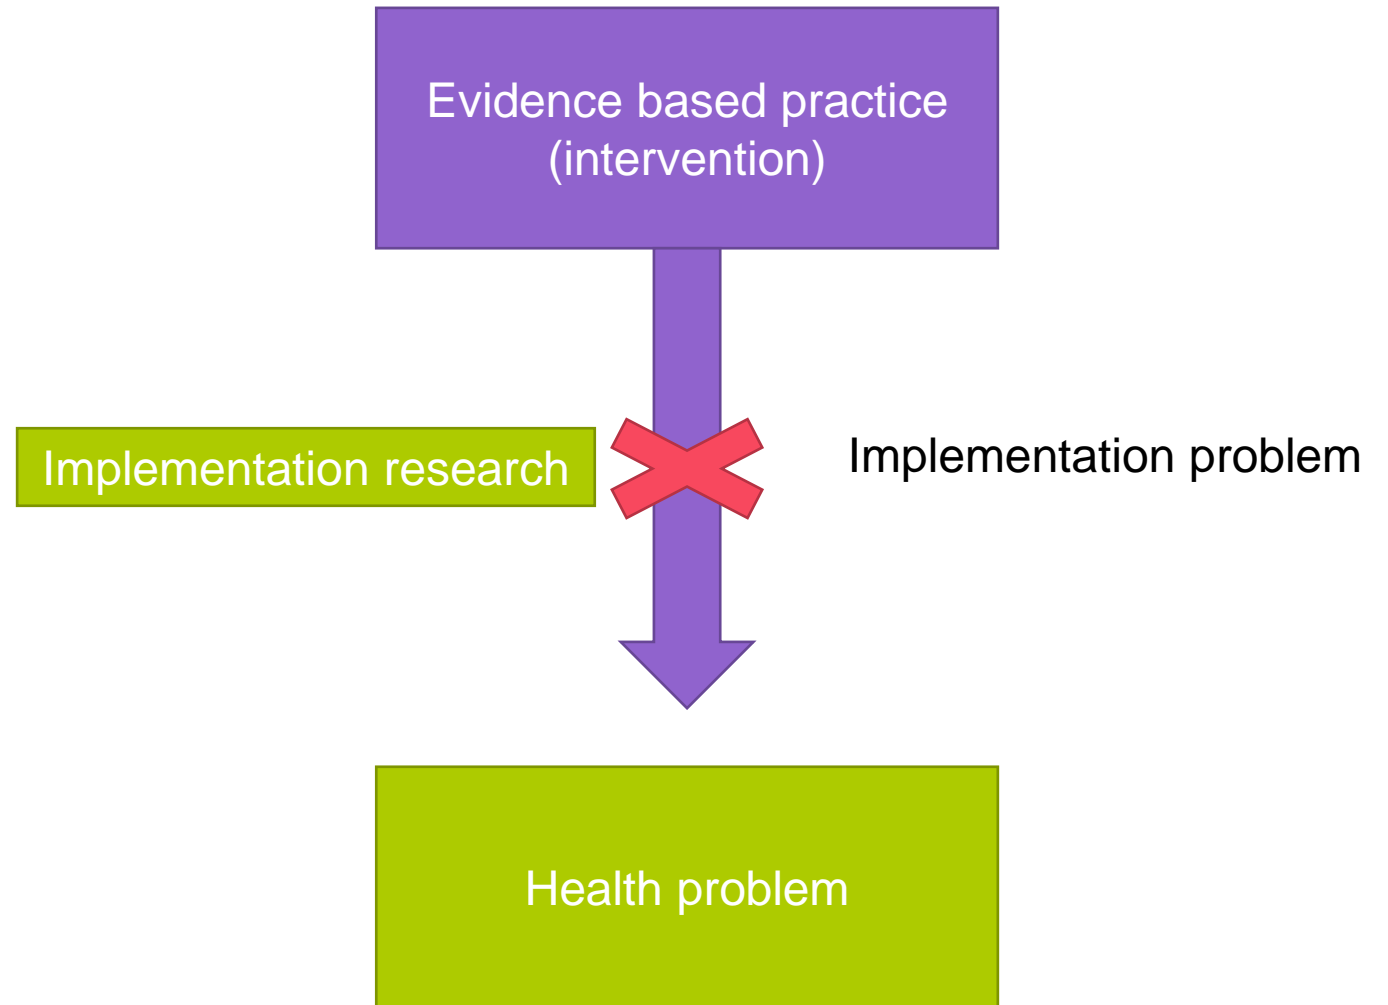 Evidence based practice
(intervention)
Implementation research
Implementation problem
Health problem